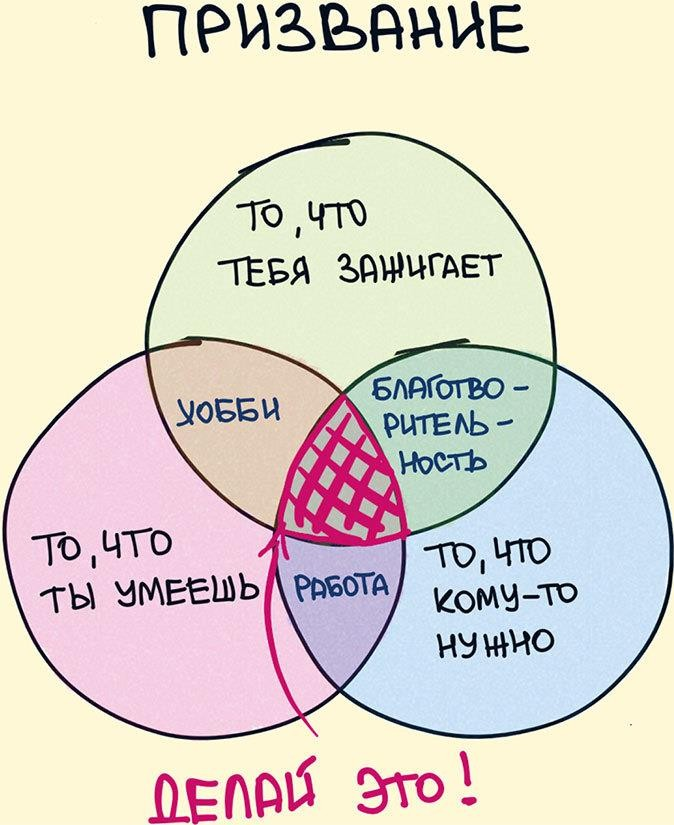 ПРИЗВАНИЕ
ТО, ЧТО
ТЕБЯ ЗАЖИГАЕТ
ХОББИ
БЛАГОТВО-
РИТЕЛЬ-
НОСТЬ
ТО, ЧТО
ТЫ УМЕЕШЬ
РАБОТА
ТО, ЧТО
КОМУ-ТО
НУЖНО
ДЕЛАЙ ЭТО!